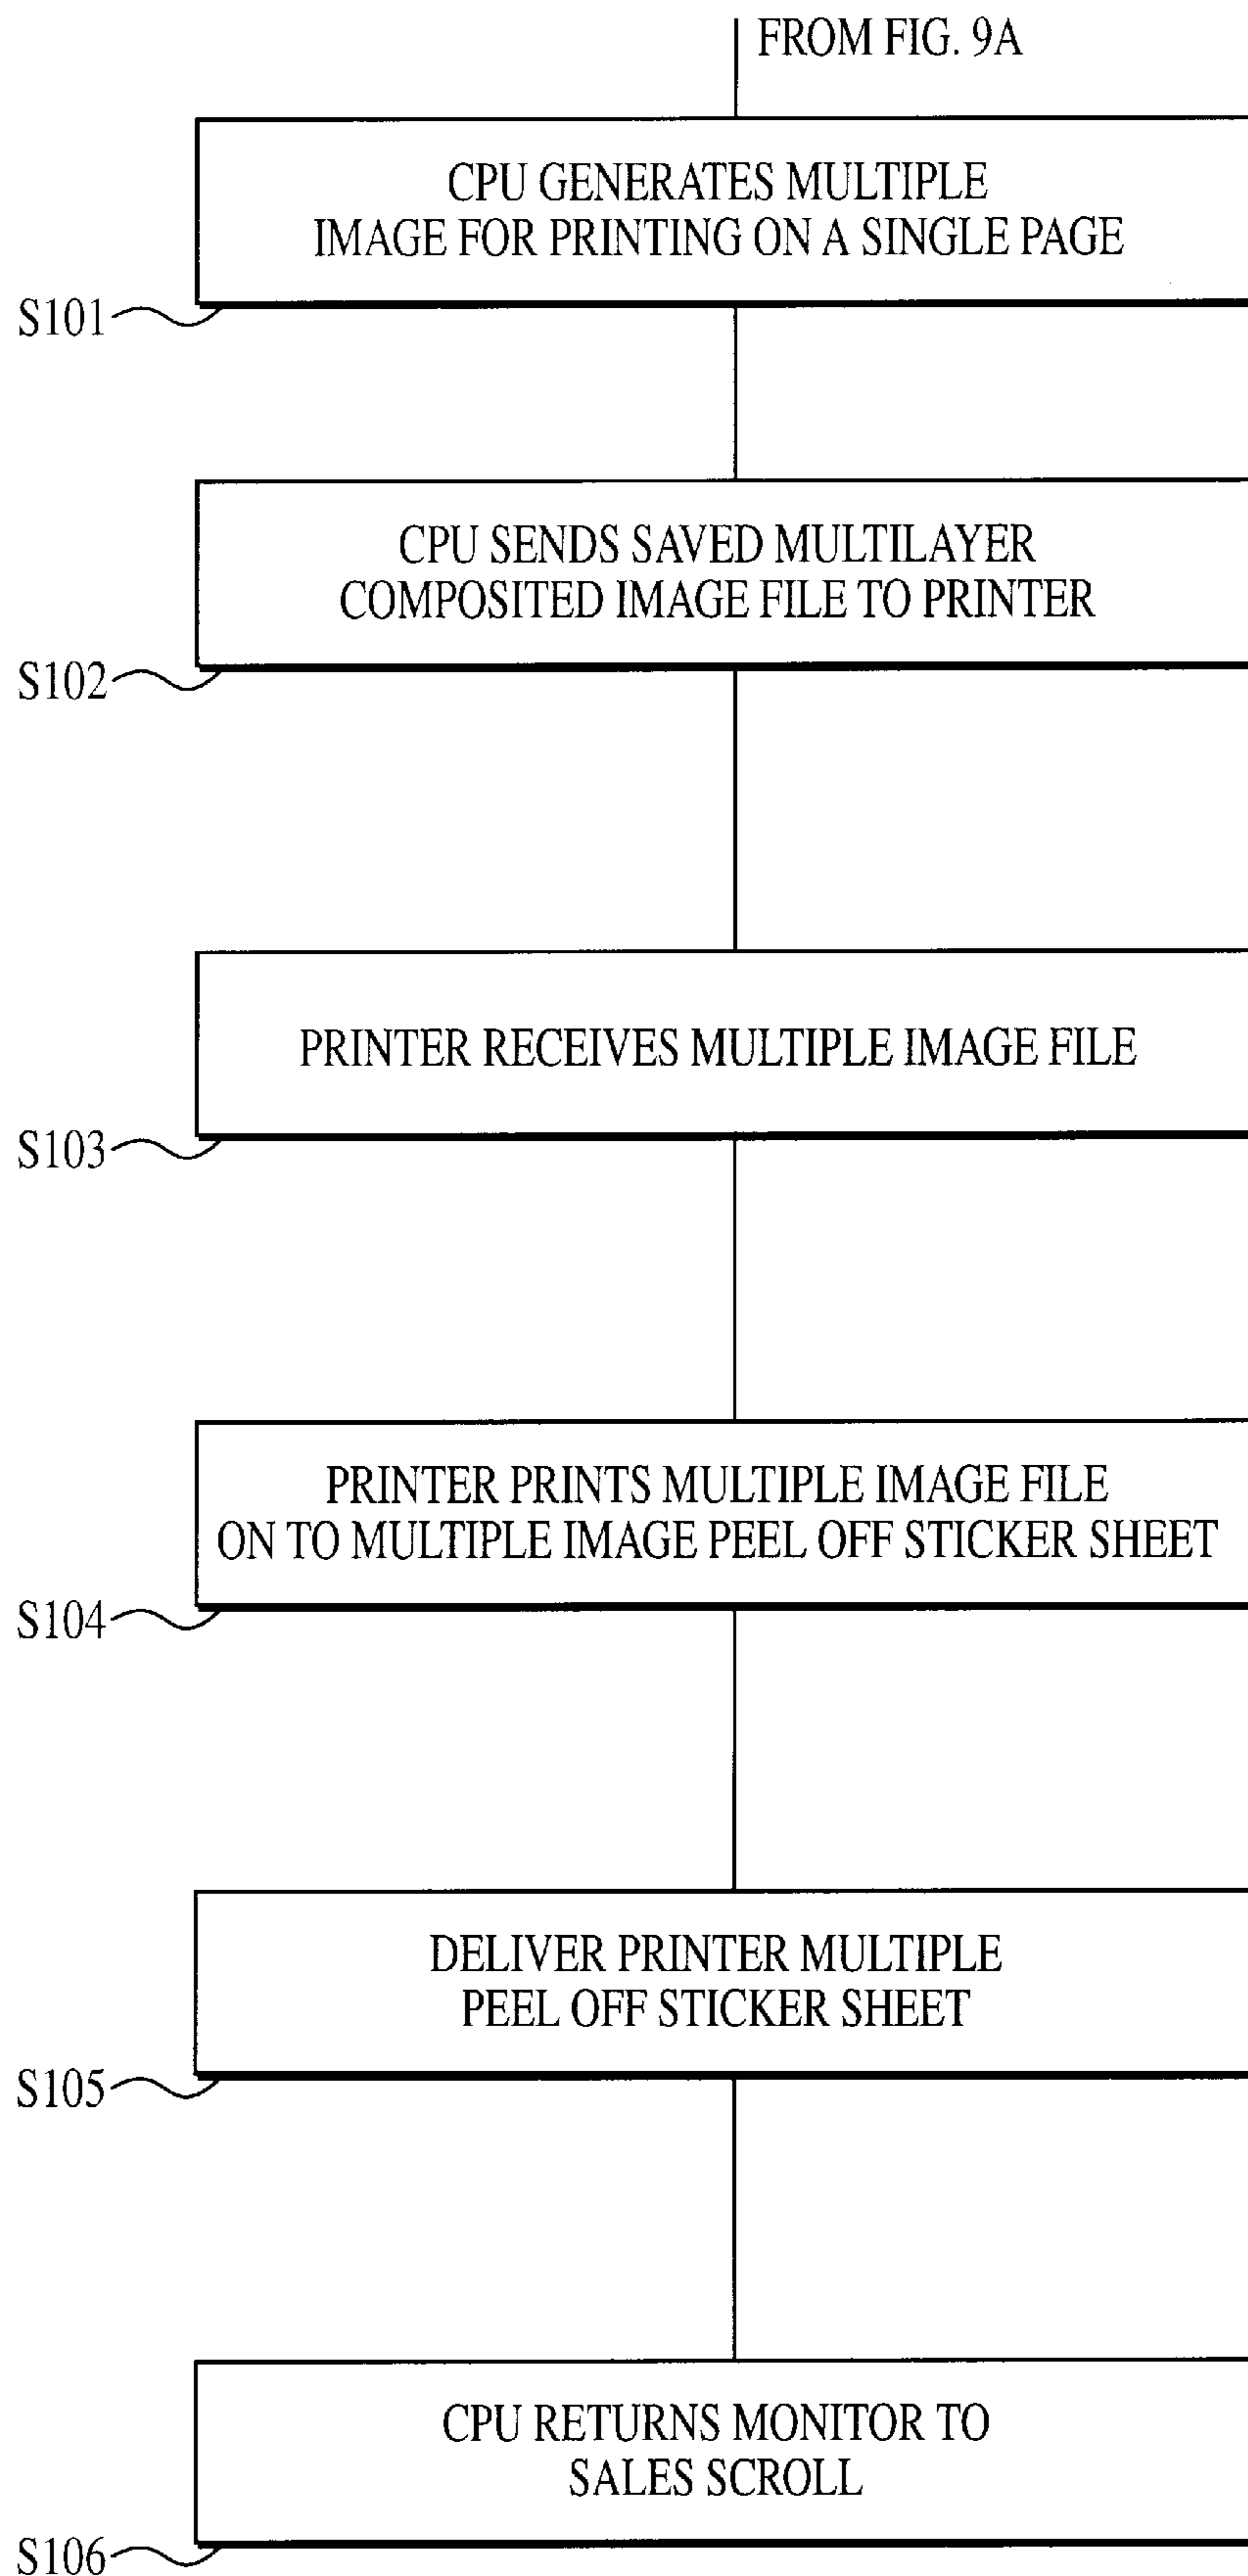 FROM FIG. 9A
CPU GENERATES MULTIPLE
IMAGE FOR PRINTING ON A SINGLE PAGE
S101
CPU SENDS SAVED MULTILAYER
COMPOSITED IMAGE FILE TO PRINTER
S102
PRINTER RECEIVES MULTIPLE IMAGE FILE
S103
PRINTER PRINTS MULTIPLE IMAGE FILE
ON TO MULTIPLE IMAGE PEEL OFF STICKER SHEET
S104
DELIVER PRINTER MULTIPLE
PEEL OFF STICKER SHEET
S105
CPU RETURNS MONITOR TO
SALES SCROLL
S106